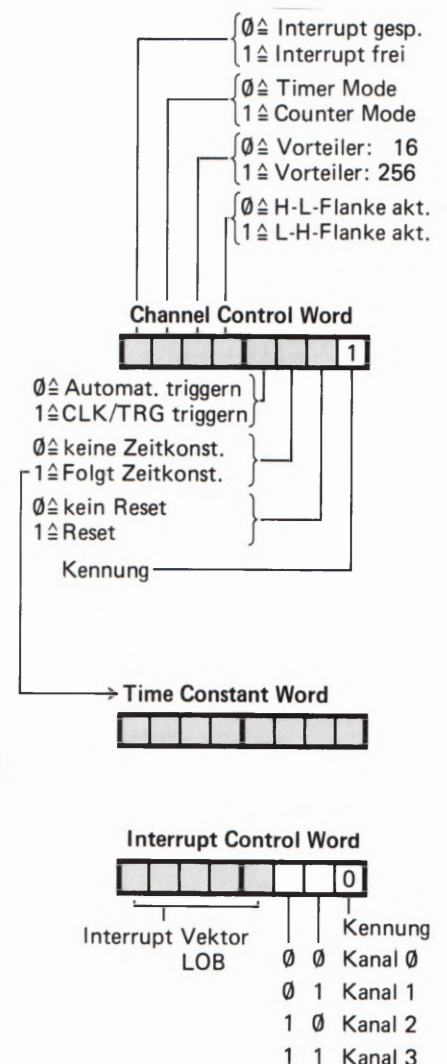 Ø≙ Interrupt gesp.
1≙ Interrupt frei
Ø≙ Timer Mode
1≙ Counter Mode
Ø≙ Vorteiler: 16
1≙ Vorteiler: 256
Ø≙ H-L-Flanke akt.
1≙ L-H-Flanke akt.
Channel Control Word
1
Ø≙ Automat. triggern
1≙CLK/TRG triggern
Ø≙ keine Zeitkonst.
1≙Folgt Zeitkonst.
Ø≙ kein Reset
1≙Reset
Kennung
Time Constant Word
Interrupt Control Word
0
Interrupt Vektor
LOB
Kennung
Ø Ø Kanal Ø
Ø 1 Kanal 1
1 Ø Kanal 2
1 1 Kanal 3